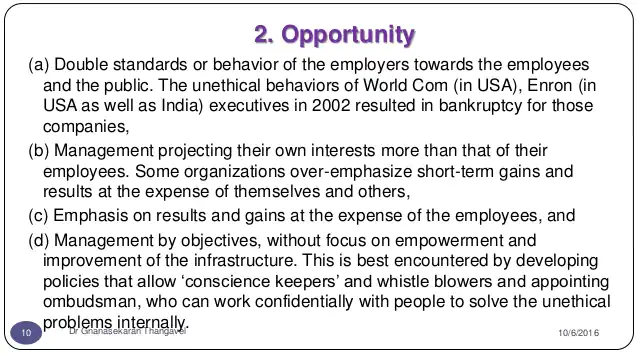 2. Opportunity
(a) Double standards or behavior of the employers towards the employees
and the public. The unethical behaviors of World Com (in USA), Enron (in
USA as well as India) executives in 2002 resulted in bankruptcy for those
companies,
(b) Management projecting their own interests more than that of their
employees. Some organizations over-emphasize short-term gains and
results at the expense of themselves and others,
(c) Emphasis on results and gains at the expense of the employees, and
(d) Management by objectives, without focus on empowerment and
improvement of the infrastructure. This is best encountered by developing
policies that allow ‘conscience keepers’ and whistle blowers and appointing
ombudsman, who can work confidentially with people to solve the unethical
problems internally.
10 Dr Gnanasekaran Thangavel 10/6/2016